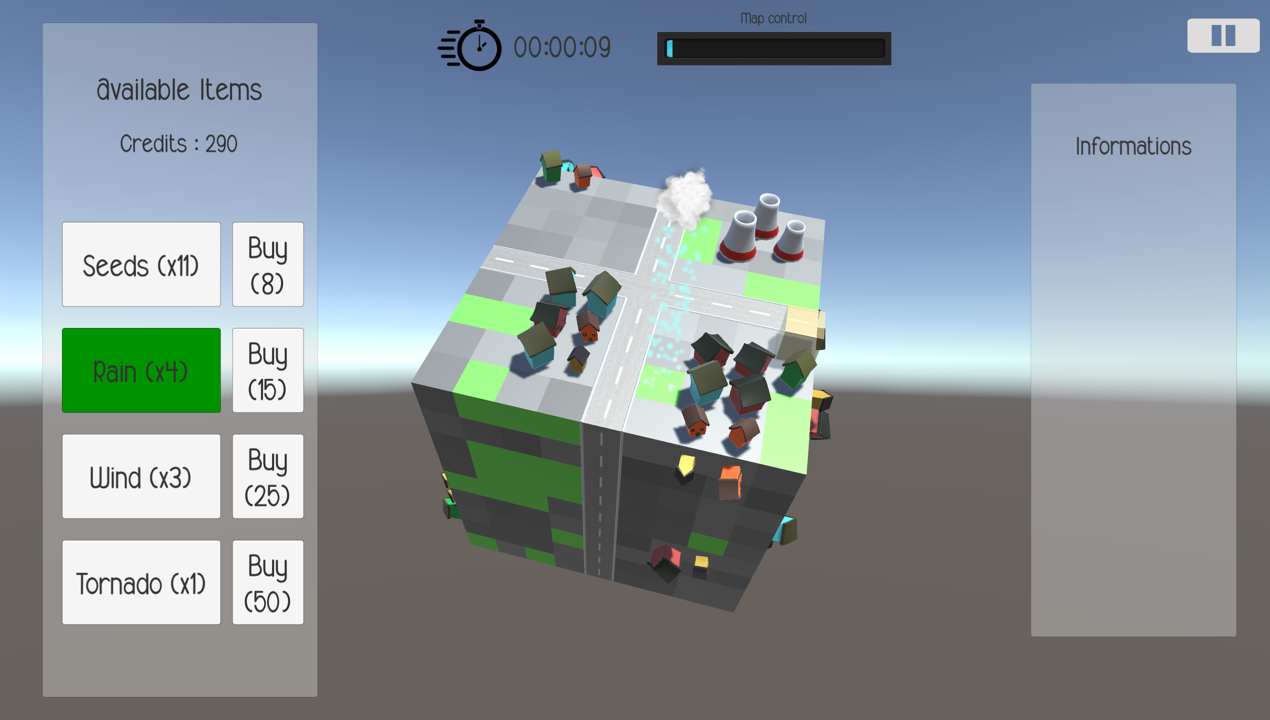 Map control
00:00:09
available Items
Credits : 290
Informations
Seeds (x11)
Buy
(8)
Rain (x4)
Buy
(15)
Wind (x3)
Buy
(25)
Tornado (x1)
Buy
(50)